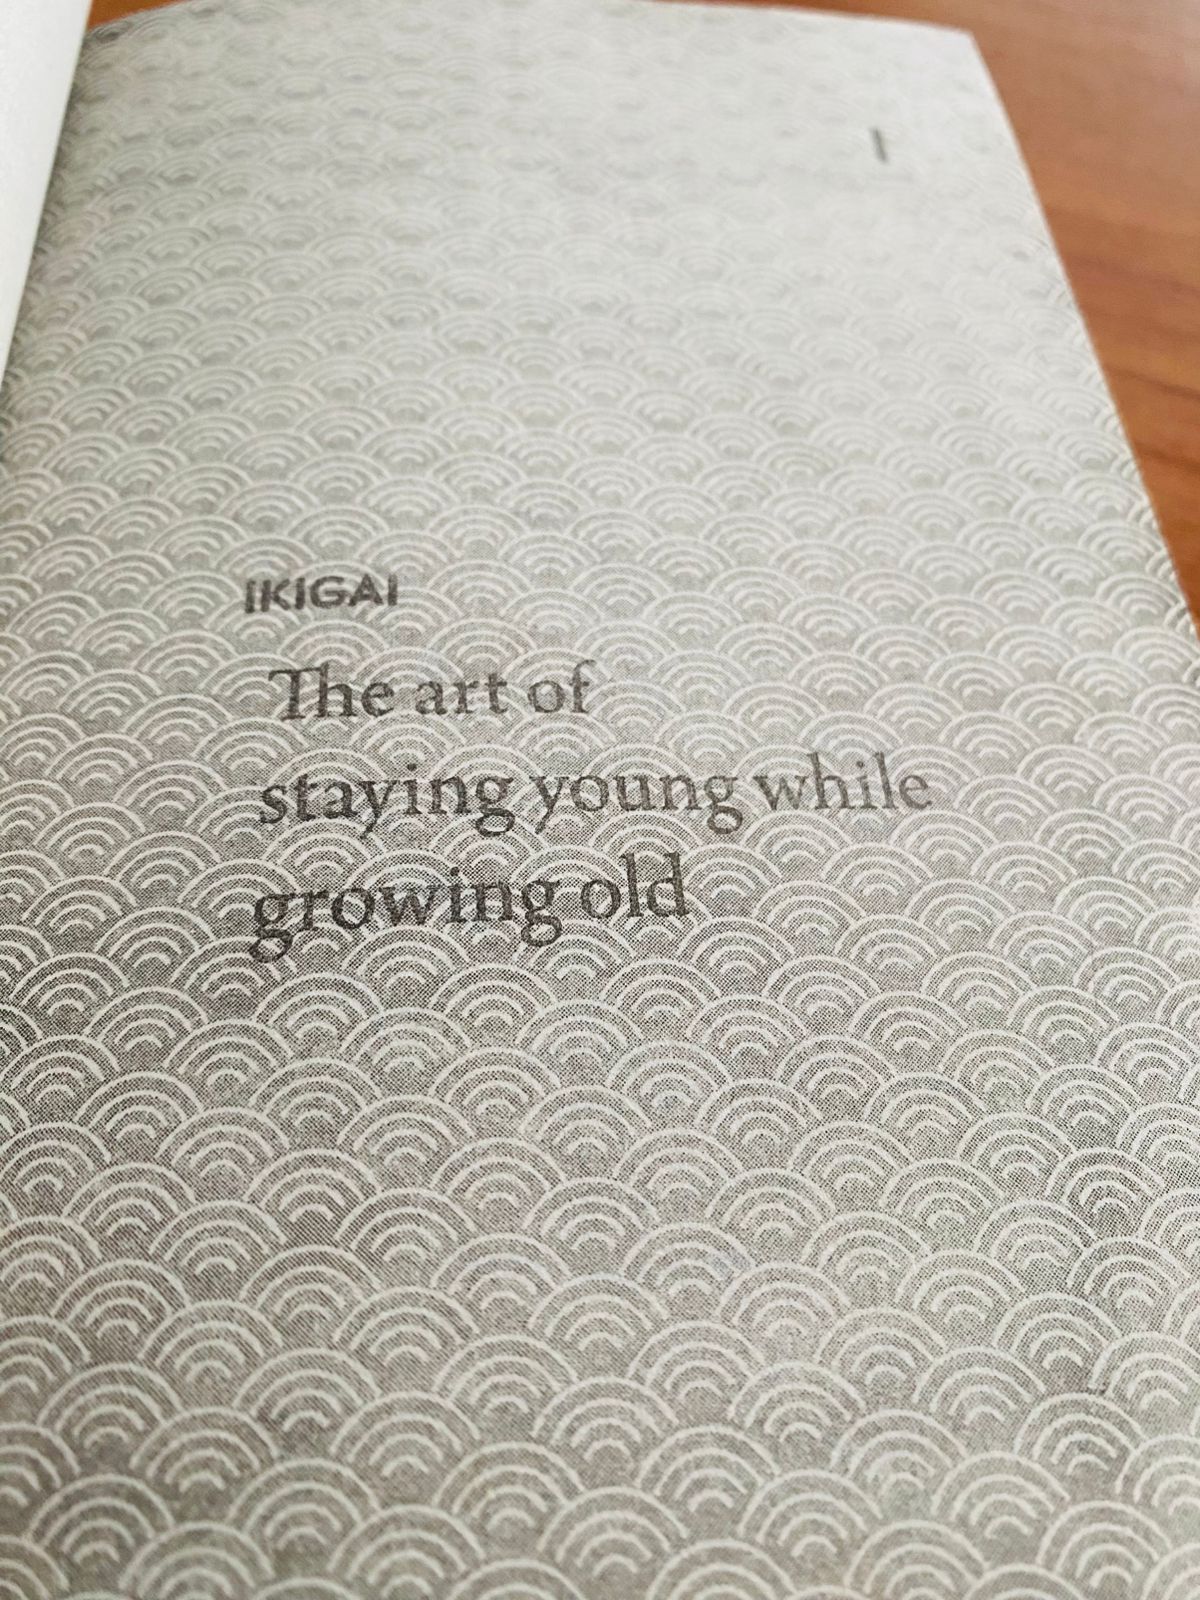 I
IKIGAI
The art of
staying young while
growing old